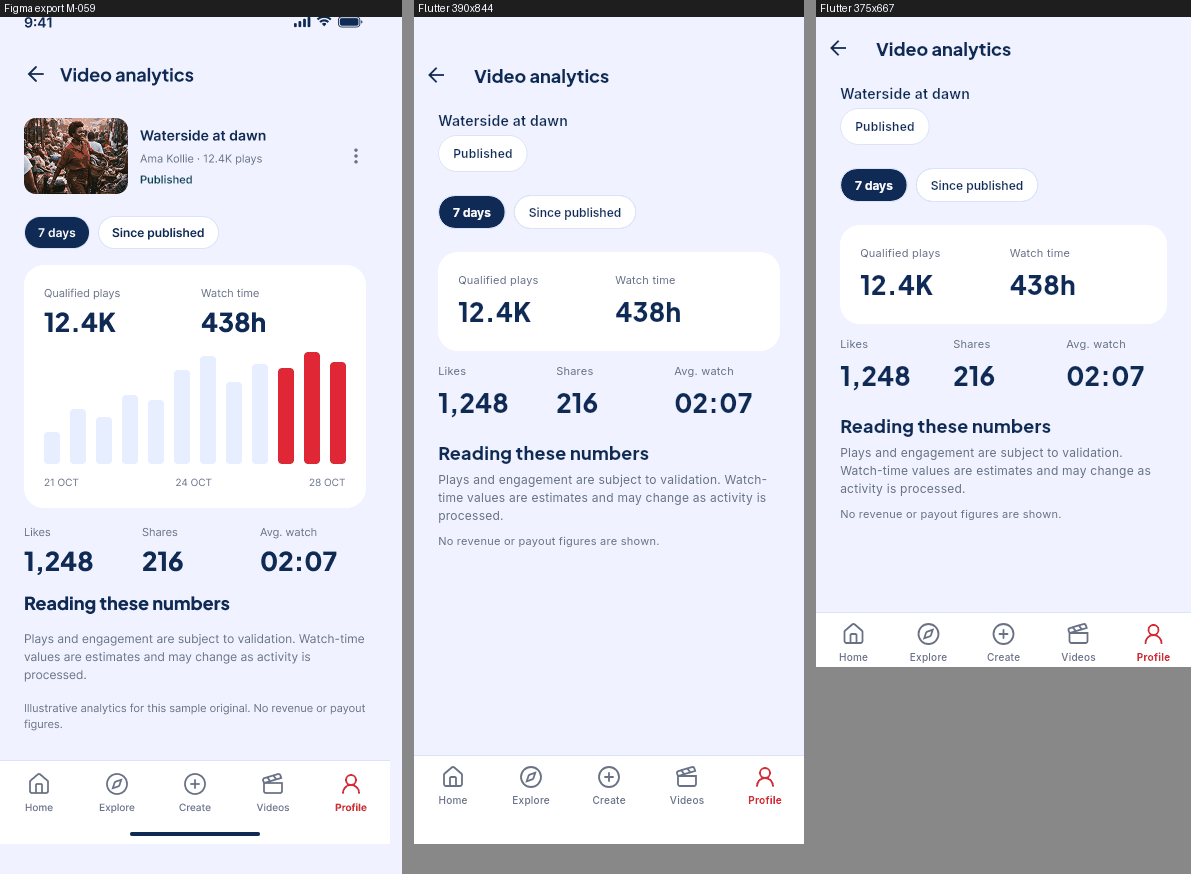 Figma export M-059
9:41
Video analytics
Waterside at dawn
Ama Kollie · 12.4K plays
Published
7 days
Since published
Qualified plays
Watch time
12.4K
438h
21 OCT
24 OCT
28 OCT
Likes
Shares
Avg. watch
1,248
216
02:07
Reading these numbers
Plays and engagement are subject to validation. Watch-time
values are estimates and may change as activity is
processed.
Illustrative analytics for this sample original. No revenue or payout
figures.
Home
Explore
Create
Videos
Profile
Flutter 390x844
Video analytics
Waterside at dawn
Published
7 days
Since published
Qualified plays
Watch time
12.4K
438h
Likes
Shares
Avg. watch
1,248
216
02:07
Reading these numbers
Plays and engagement are subject to validation. Watch-
time values are estimates and may change as activity is
processed.
No revenue or payout figures are shown.
Home
Explore
Create
Videos
Profile
Flutter 375x667
Video analytics
Waterside at dawn
Published
7 days
Since published
Qualified plays
Watch time
12.4K
438h
Likes
Shares
Avg. watch
1,248
216
02:07
Reading these numbers
Plays and engagement are subject to validation.
Watch-time values are estimates and may change as
activity is processed.
No revenue or payout figures are shown.
Home
Explore
Create
Videos
Profile